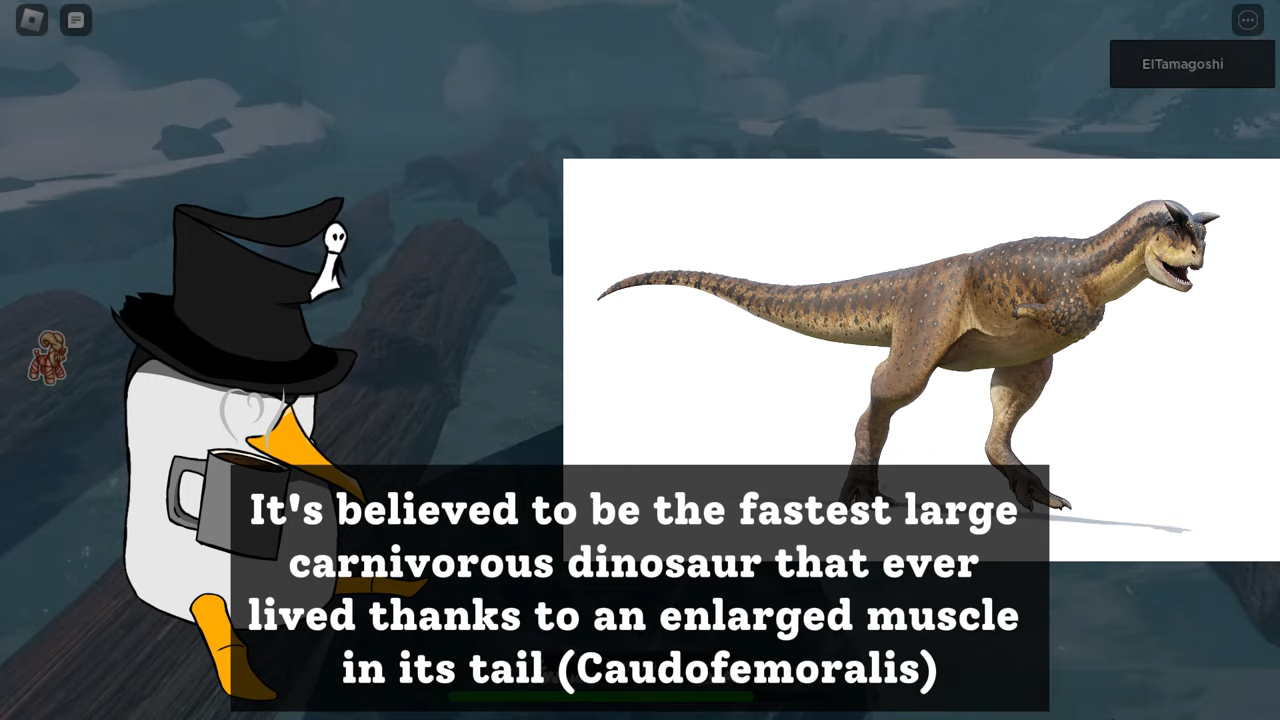 ElTamagoshi
It's believed to be the fastest large
carnivorous dinosaur that ever
lived thanks to an enlarged muscle
in its tail (Caudofemoralis)